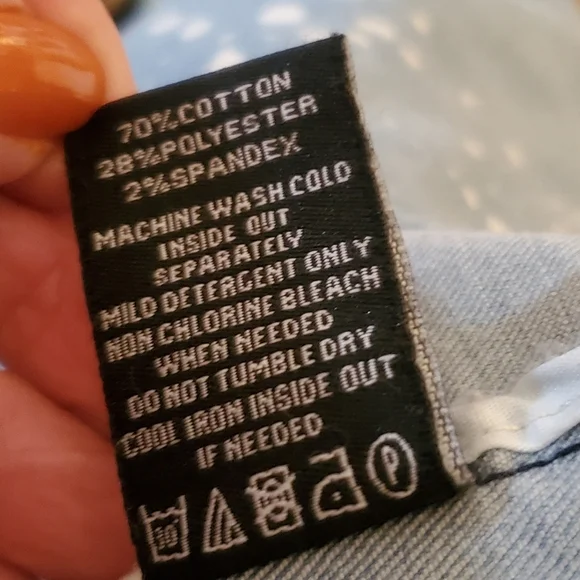 70%COTTON
28%POLYESTER
2%SPANDEX
MACHINE WASH COLD
INSIDE OUT
SEPARATELY
MILD DETERGENT ONLY
NON CHLORINE BLEACH
WHEN NEEDED
DO NOT TUMBLE DRY
COOL IRON INSIDE OUT
IF NEEDED
30 P